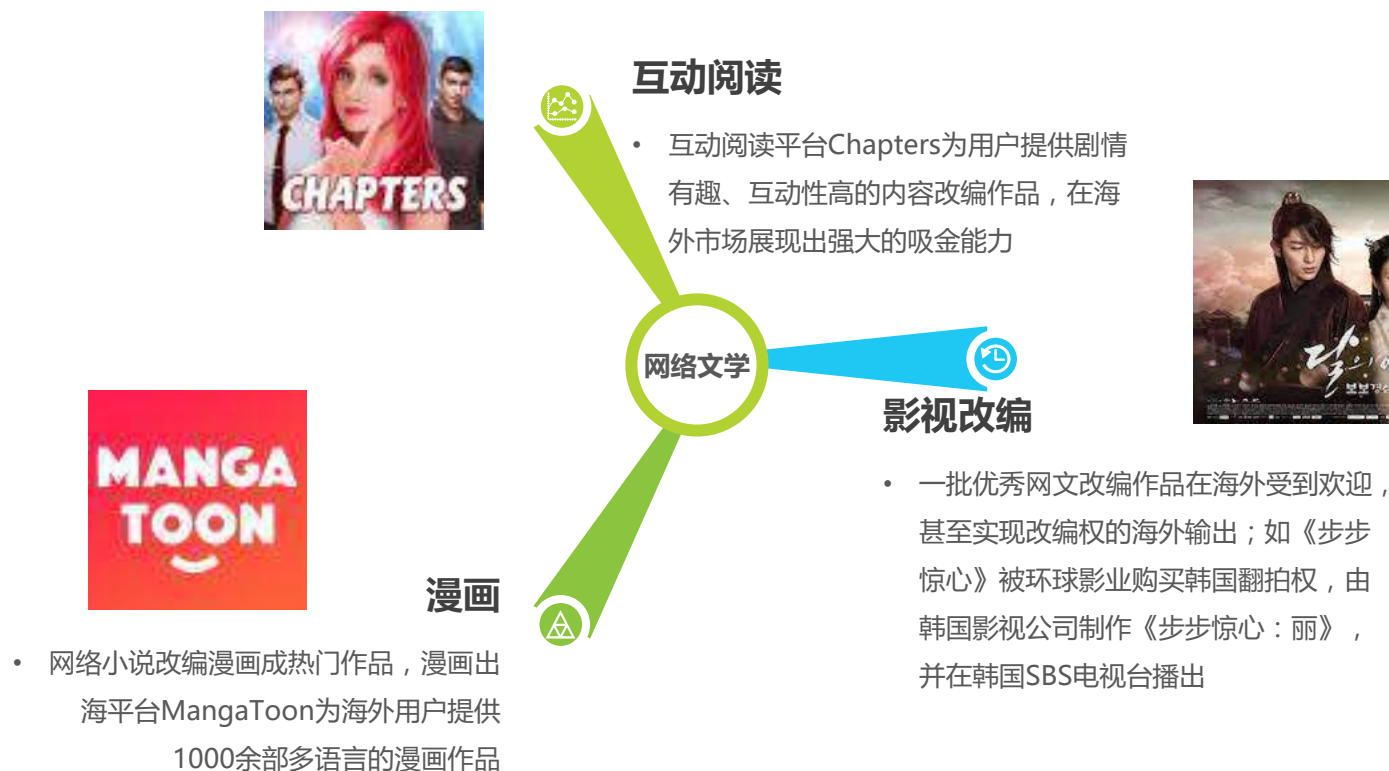 CHAPTERS
互动阅读
• 互动阅读平台Chapters为用户提供剧情
有趣、互动性高的内容改编作品，在海
外市场展现出强大的吸金能力
网络文学
影视改编
• 一批优秀网文改编作品在海外受到欢迎，
甚至实现改编权的海外输出；如《步步
惊心》被环球影业购买韩国翻拍权，由
韩国影视公司制作《步步惊心：丽》，
并在韩国SBS电视台播出
달의
보보경심
MANGA
TOON
漫画
• 网络小说改编漫画成热门作品，漫画出
海平台MangaToon为海外用户提供
1000余部多语言的漫画作品